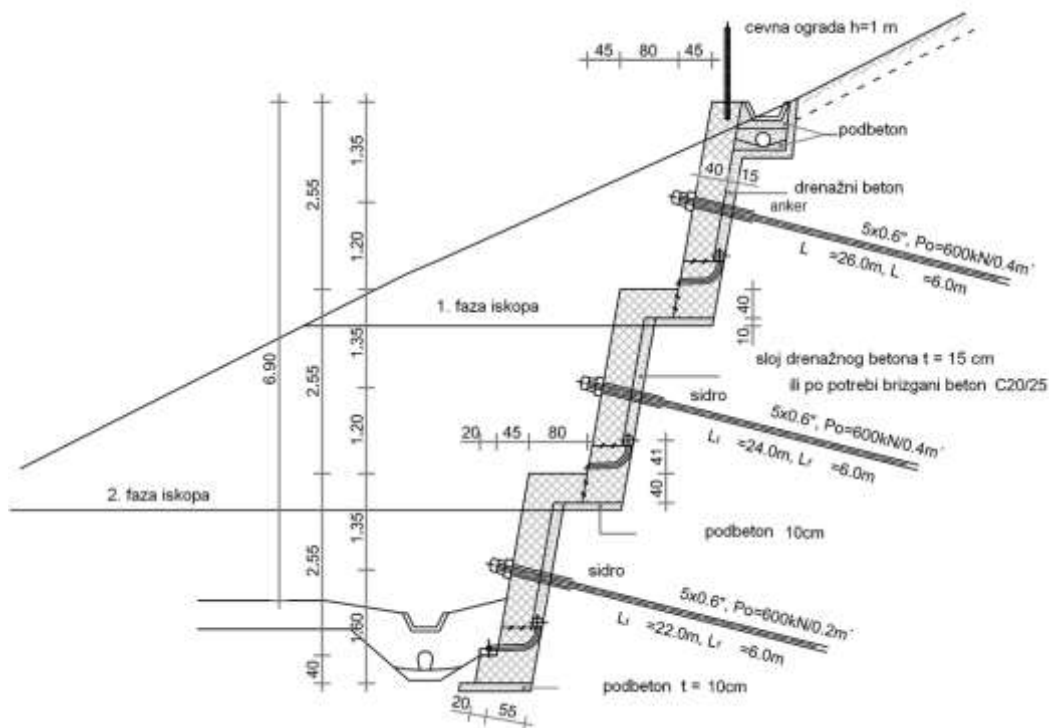 cevna ograda h=1 m
45 80 45
podbeton
1.35
40 15
drenažni beton
2.55
anker
5x0.6", Po=600kN/0.4m´
1.20
L =26.0m, L =6.0m
1. faza iskopa
40
10
1.35
sloj drenažnog betona t = 15 cm
6.90
ili po potrebi brizgani beton C20/25
2.55
sidro
5x0.6", Po=600kN/0.4m´
20 45 80
1.20
41
Lt =24.0m, Lf =6.0m
2. faza iskopa
40
1.35
podbeton 10cm
2.55
sidro
5x0.6", Po=600kN/0.2m´
1.60
Lt =22.0m, Lf =6.0m
40
podbeton t = 10cm
20 55